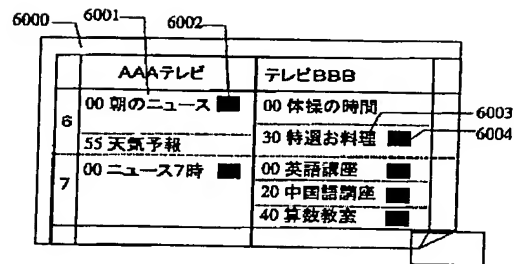 6000
6001
6002
AAAテレビ
テレビBBB
6
00 朝のニュース
55 天気予報
00 体操の時間
30 特選お料理
6003
6004
7
00 ニュース7時
00 英語講座
20 中国語講座
40 算数教室